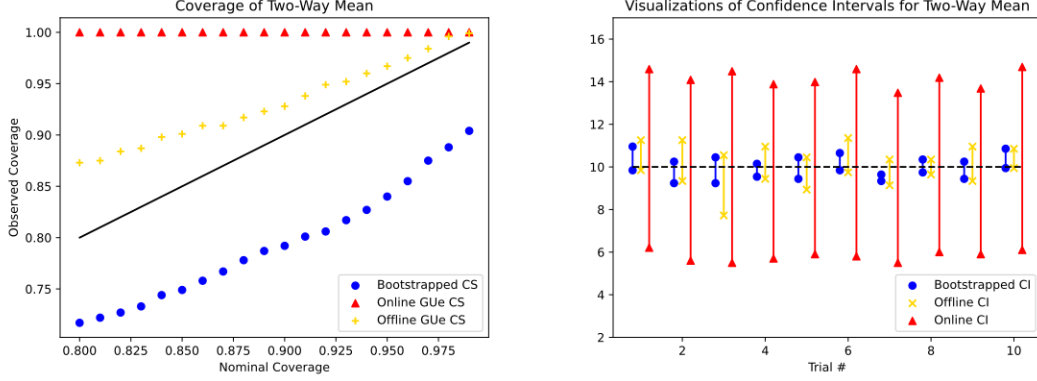 Coverage of Two-Way Mean
Observed Coverage
1.00
0.95
0.90
0.85
0.80
0.75
Bootstrapped CS
Online GUe CS
Offline GUe CS
0.800 0.825 0.850 0.875 0.900 0.925 0.950 0.975
Nominal Coverage
Visualizations of Confidence Intervals for Two-Way Mean
16
14
12
10
8
6
4
2
Bootstrapped CI
Offline CI
Online CI
2 4 6 8 10
Trial #